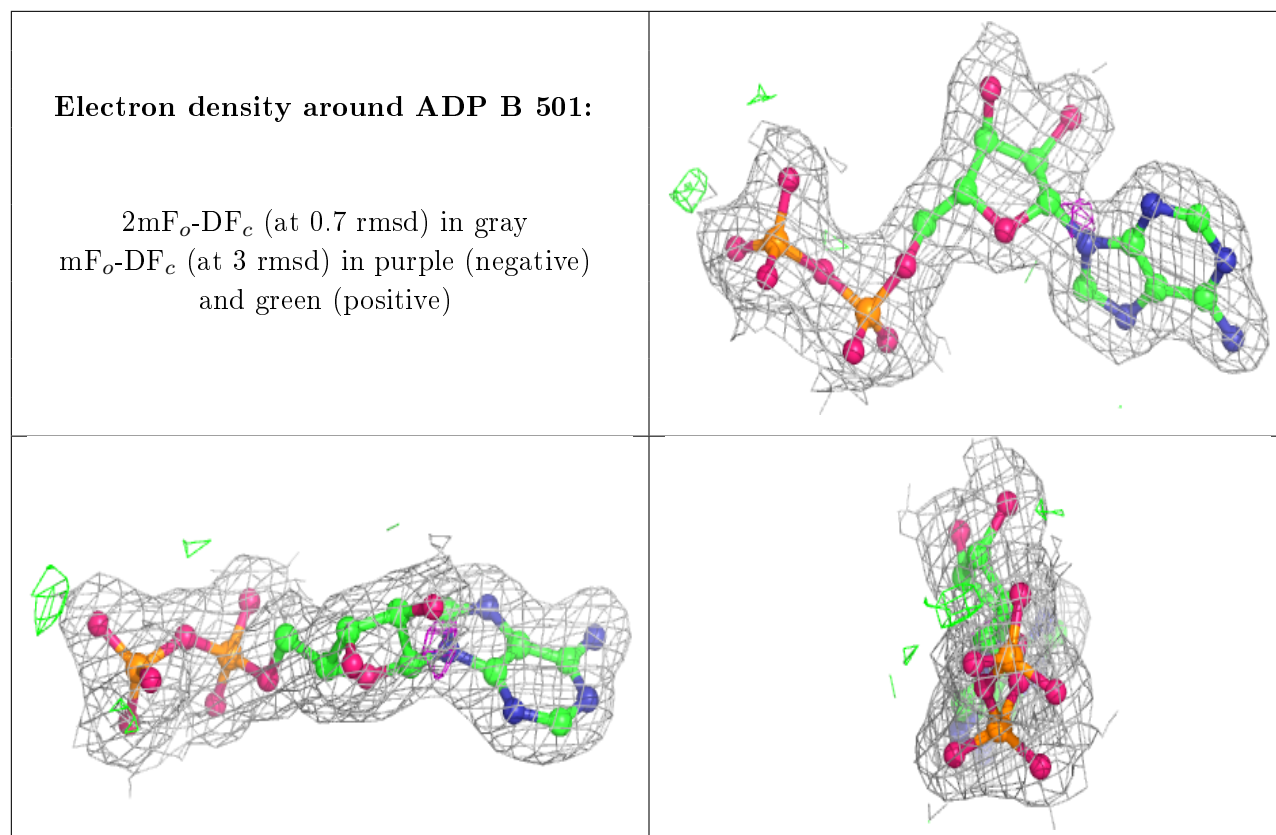 Electron density around ADP B 501:
2mFₒ-DF𝑐 (at 0.7 rmsd) in gray
mFₒ-DF𝑐 (at 3 rmsd) in purple (negative)
and green (positive)